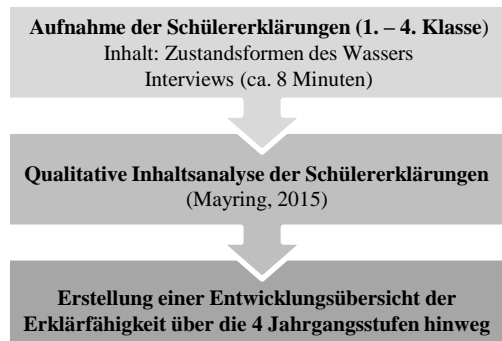 Aufnahme der Schülererklärungen (1. – 4. Klasse)
Inhalt: Zustandsformen des Wassers
Interviews (ca. 8 Minuten)
Qualitative Inhaltsanalyse der Schülererklärungen
(Mayring, 2015)
Erstellung einer Entwicklungsübersicht der
Erklärfähigkeit über die 4 Jahrgangsstufen hinweg